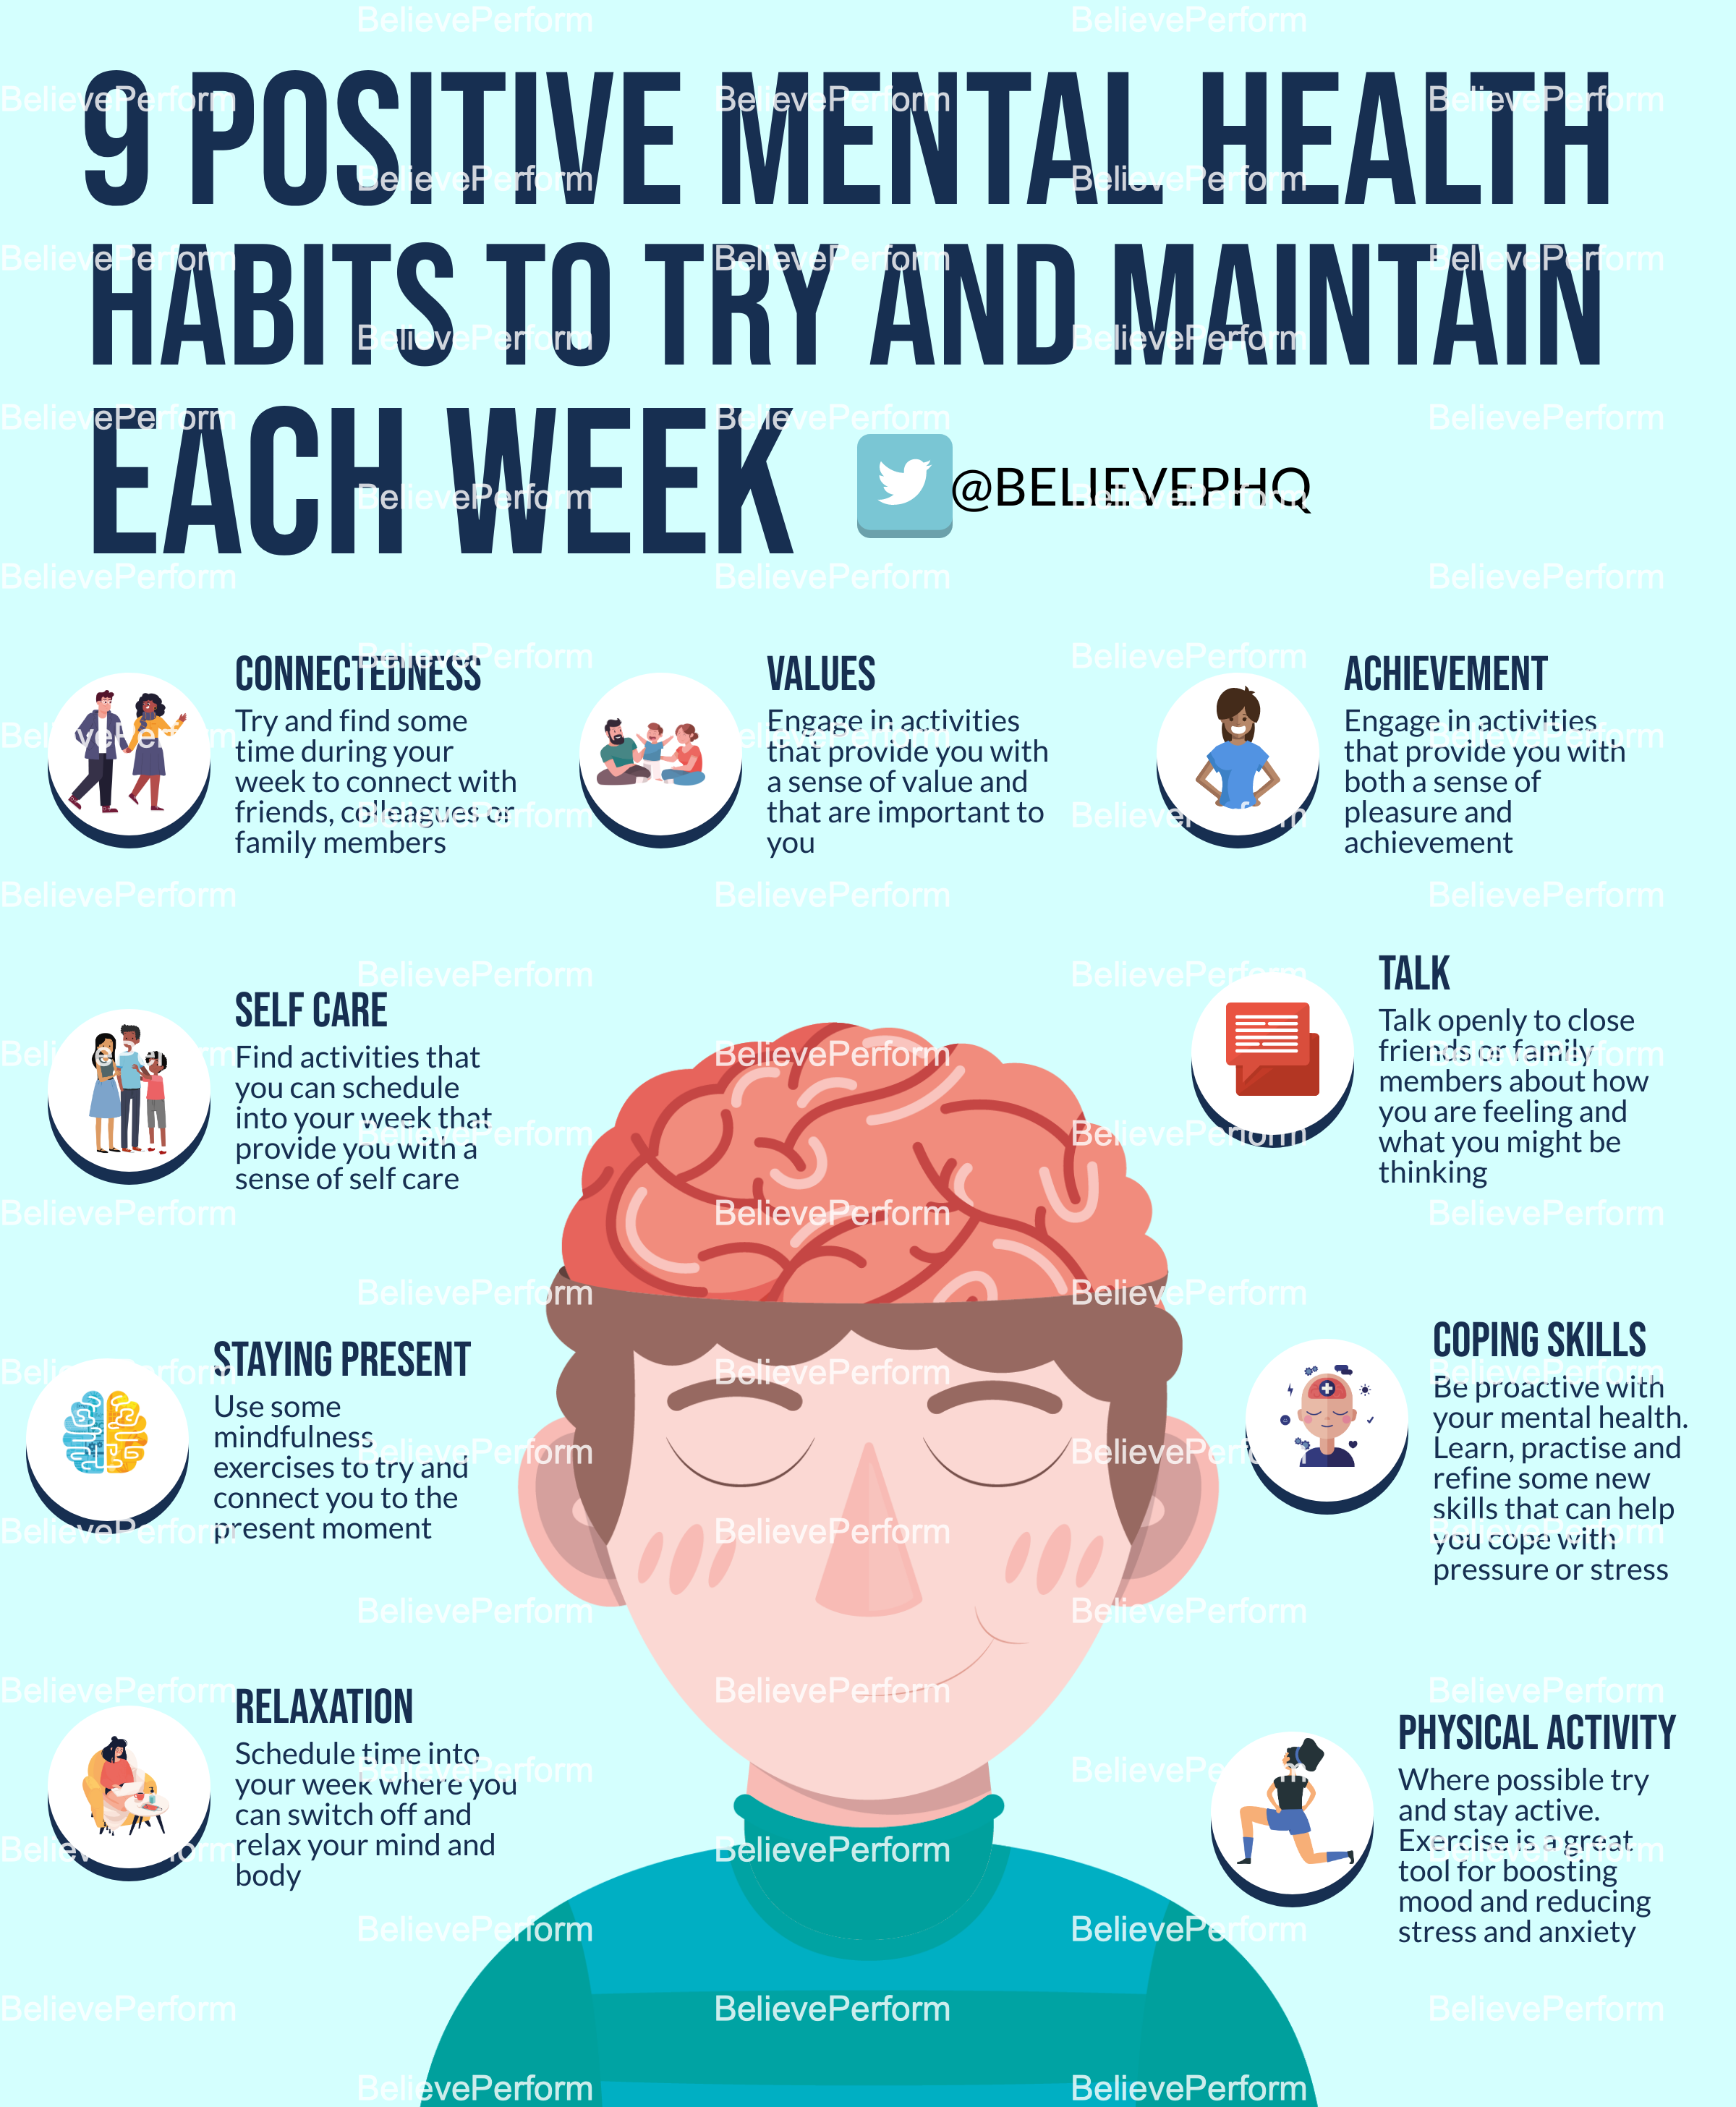 9 POSITIVE MENTAL HEALTH
HABITS TO TRY AND MAINTAIN
EACH WEEK
@BELIEVEPHQ
CONNECTEDNESS
Try and find some
time during your
week to connect with
friends, colleagues or
family members
VALUES
Engage in activities
that provide you with
a sense of value and
that are important to
you
ACHIEVEMENT
Engage in activities
that provide you with
both a sense of
pleasure and
achievement
SELF CARE
Find activities that
you can schedule
into your week that
provide you with a
sense of self care
TALK
Talk openly to close
friends or family
members about how
you are feeling and
what you might be
thinking
STAYING PRESENT
Use some
mindfulness
exercises to try and
connect you to the
present moment
COPING SKILLS
Be proactive with
your mental health.
Learn, practise and
refine some new
skills that can help
you cope with
pressure or stress
RELAXATION
Schedule time into
your week where you
can switch off and
relax your mind and
body
PHYSICAL ACTIVITY
Where possible try
and stay active.
Exercise is a great
tool for boosting
mood and reducing
stress and anxiety
BelievePerform